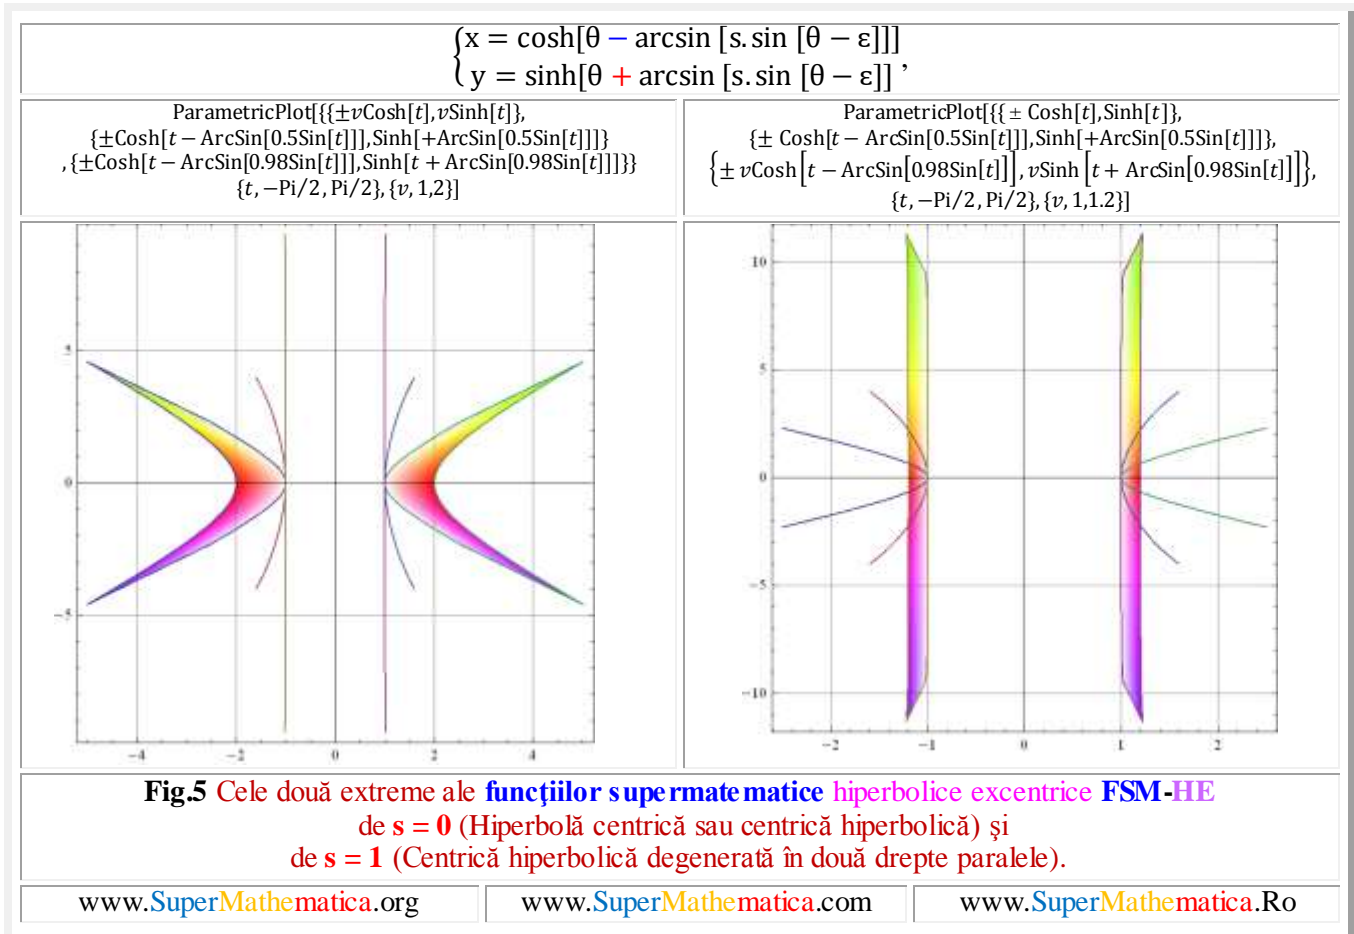 x = cosh[θ − arcsin [s. sin [θ − ε]]]
y = sinh[θ + arcsin [s. sin [θ − ε]] ,
ParametricPlot[{{±vCosh[t], vSinh[t]},
{±Cosh[t − ArcSin[0.5Sin[t]]], Sinh[+ArcSin[0.5Sin[t]]]}
, {±Cosh[t − ArcSin[0.98Sin[t]]], Sinh[t + ArcSin[0.98Sin[t]]]}}
{t, −Pi/2, Pi/2}, {v, 1,2}]
ParametricPlot[{{ ± Cosh[t], Sinh[t]},
{± Cosh[t − ArcSin[0.5Sin[t]]], Sinh[+ArcSin[0.5Sin[t]]]},
{± vCosh[t − ArcSin[0.98Sin[t]]], vSinh[t + ArcSin[0.98Sin[t]]]},
{t, −Pi/2, Pi/2}, {v, 1,1.2}]
5
0
−5
−4 −2 0 2 4
10
5
0
−5
−10
−2 −1 0 1 2
Fig.5 Cele două extreme ale funcţiilor supermatematice hiperbolice excentrice FSM-HE
de s = 0 (Hiperbolă centrică sau centrică hiperbolică) şi
de s = 1 (Centrică hiperbolică degenerată în două drepte paralele).
www.SuperMathematica.org
www.SuperMathematica.com
www.SuperMathematica.Ro